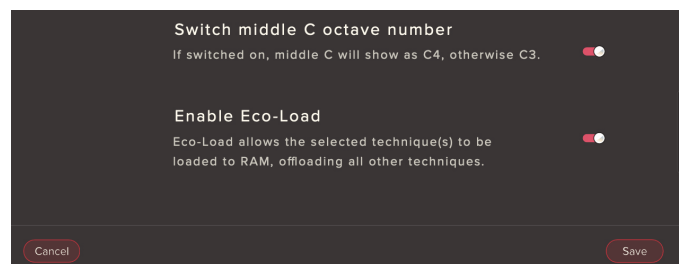 Switch middle C octave number
If switched on, middle C will show as C4, otherwise C3.
Enable Eco-Load
Eco-Load allows the selected technique(s) to be
loaded to RAM, offloading all other techniques.
Cancel
Save